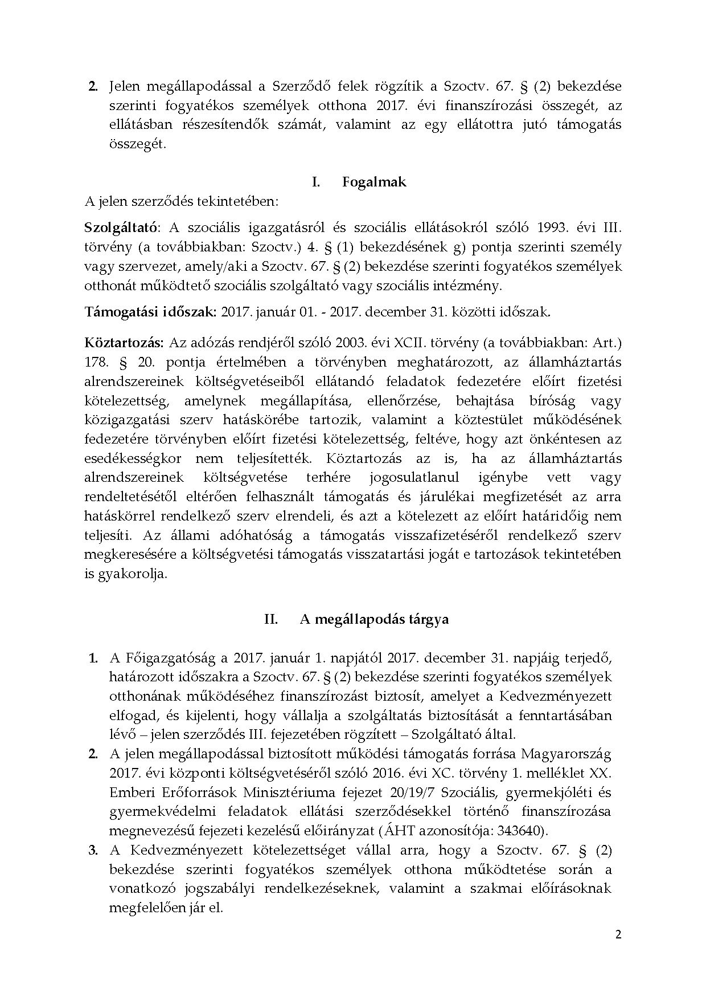 2. Jelen megállapodással a Szerződő felek rögzítik a Szoctv. 67. § (2) bekezdése
szerinti fogyatékos személyek otthona 2017. évi finanszírozási összegét, az
ellátásban részesítendők számát, valamint az egy ellátottra jutó támogatás
összegét.
I. Fogalmak
A jelen szerződés tekintetében:
Szolgáltató: A szociális igazgatásról és szociális ellátásokról szóló 1993. évi III.
törvény (a továbbiakban: Szoctv.) 4. § (1) bekezdésének g) pontja szerinti személy
vagy szervezet, amely/aki a Szoctv. 67. § (2) bekezdése szerinti fogyatékos személyek
otthonát működtető szociális szolgáltató vagy szociális intézmény.
Támogatási időszak: 2017. január 01. - 2017. december 31. közötti időszak.
Köztartozás: Az adózás rendjéről szóló 2003. évi XCII. törvény (a továbbiakban: Art.)
178. § 20. pontja értelmében a törvényben meghatározott, az államháztartás
alrendszereinek költségvetéseiből ellátandó feladatok fedezetére előírt fizetési
kötelezettség, amelynek megállapítása, ellenőrzése, behajtása bíróság vagy
közigazgatási szerv hatáskörébe tartozik, valamint a köztestület működésének
fedezetére törvényben előírt fizetési kötelezettség, feltéve, hogy azt önkéntesen az
esedékességkor nem teljesítették. Köztartozás az is, ha az államháztartás
alrendszereinek költségvetése terhére jogosulatlanul igénybe vett vagy
rendeltetésétől eltérően felhasznált támogatás és járulékai megfizetését az arra
hatáskörrel rendelkező szerv elrendeli, és azt a kötelezett az előírt határidőig nem
teljesíti. Az állami adóhatóság a támogatás visszafizetéséről rendelkező szerv
megkeresésére a költségvetési támogatás visszatartási jogát e tartozások tekintetében
is gyakorolja.
II. A megállapodás tárgya
1. A Főigazgatóság a 2017. január 1. napjától 2017. december 31. napjáig terjedő,
határozott időszakra a Szoctv. 67. § (2) bekezdése szerinti fogyatékos személyek
otthonának működéséhez finanszírozást biztosít, amelyet a Kedvezményezett
elfogad, és kijelenti, hogy vállalja a szolgáltatás biztosítását a fenntartásában
lévő – jelen szerződés III. fejezetében rögzített – Szolgáltató által.
2. A jelen megállapodással biztosított működési támogatás forrása Magyarország
2017. évi központi költségvetéséről szóló 2016. évi XC. törvény 1. melléklet XX.
Emberi Erőforrások Minisztériuma fejezet 20/19/7 Szociális, gyermekjóléti és
gyermekvédelmi feladatok ellátási szerződésekkel történő finanszírozása
megnevezésű fejezeti kezelésű előirányzat (ÁHT azonosítója: 343640).
3. A Kedvezményezett kötelezettséget vállal arra, hogy a Szoctv. 67. § (2)
bekezdése szerinti fogyatékos személyek otthona működtetése során a
vonatkozó jogszabályi rendelkezéseknek, valamint a szakmai előírásoknak
megfelelően jár el.
2